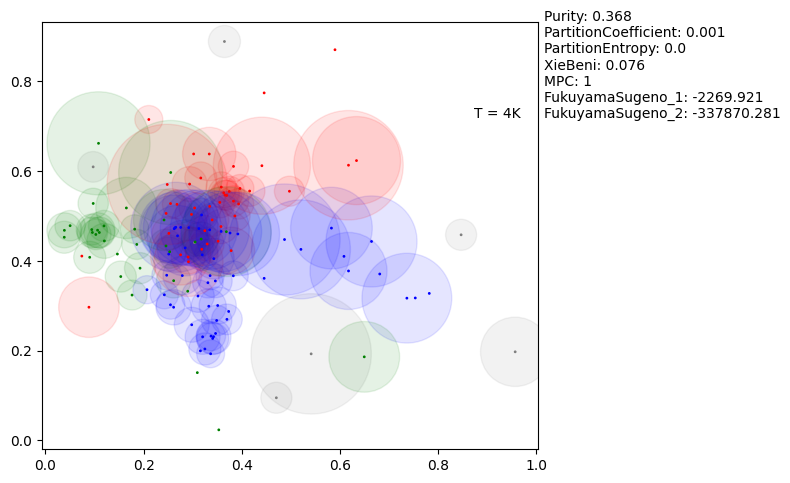 Purity: 0.368
PartitionCoefficient: 0.001
PartitionEntropy: 0.0
XieBeni: 0.076
MPC: 1
FukuyamaSugeno_1: -2269.921
FukuyamaSugeno_2: -337870.281
T = 4K
0.8
0.6
0.4
0.2
0.0
0.0 0.2 0.4 0.6 0.8 1.0